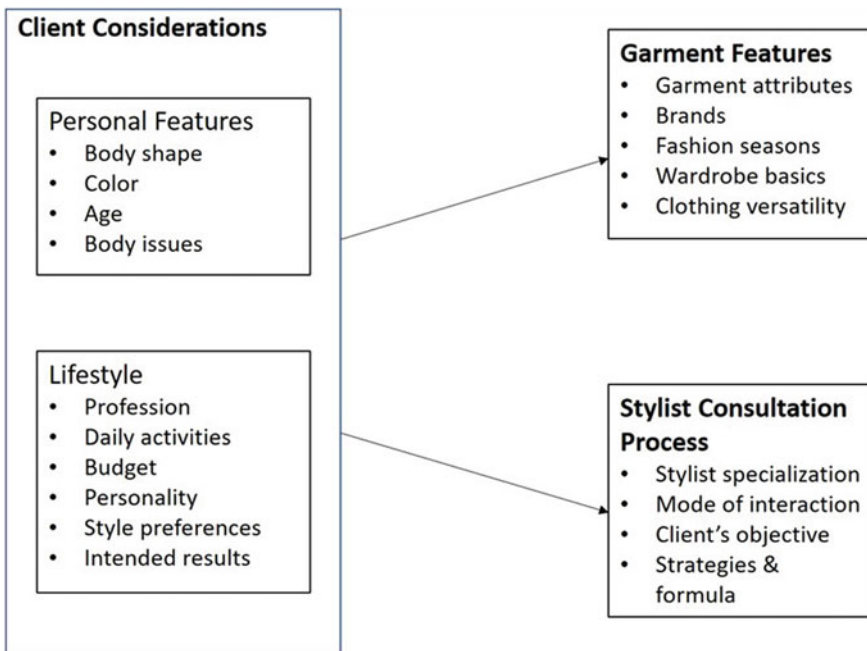 Client Considerations
Personal Features
• Body shape
• Color
• Age
• Body issues
Lifestyle
• Profession
• Daily activities
• Budget
• Personality
• Style preferences
• Intended results
Garment Features
• Garment attributes
• Brands
• Fashion seasons
• Wardrobe basics
• Clothing versatility
Stylist Consultation
Process
• Stylist specialization
• Mode of interaction
• Client’s objective
• Strategies &
formula